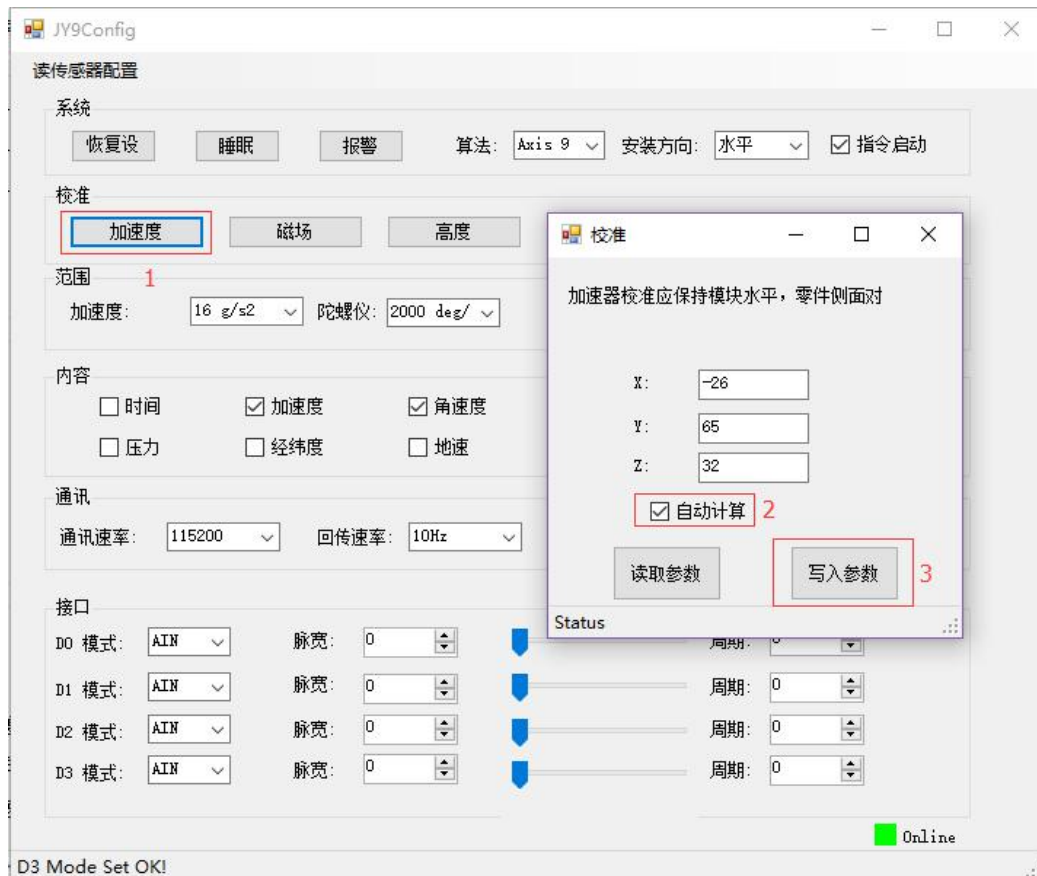 JY9Config
读传感器配置
系统
恢复设 睡眠 报警 算法: Axis 9 安装方向: 水平 指令启动
校准
加速度 磁场 高度
1
范围
加速度: 16 g/s2 陀螺仪: 2000 deg/
内容
时间 加速度 角速度
压力 经纬度 地速
通讯
通讯速率: 115200 回传速率: 10Hz
接口
D0 模式: AIN 脉宽: 0 周期: 0
D1 模式: AIN 脉宽: 0 周期: 0
D2 模式: AIN 脉宽: 0 周期: 0
D3 模式: AIN 脉宽: 0 周期: 0
Online
D3 Mode Set OK!
校准
加速器校准应保持模块水平，零件侧面对
X: -26
Y: 65
Z: 32
自动计算 2
读取参数 写入参数 3
Status